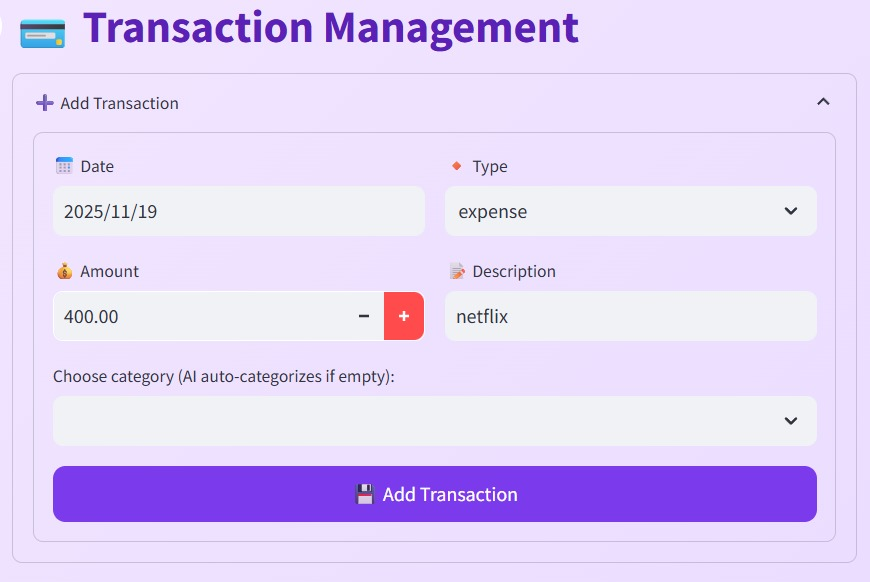 Transaction Management
Add Transaction
Date
Type
2025/11/19
expense
Amount
Description
400.00
netflix
Choose category (AI auto-categorizes if empty):
Add Transaction